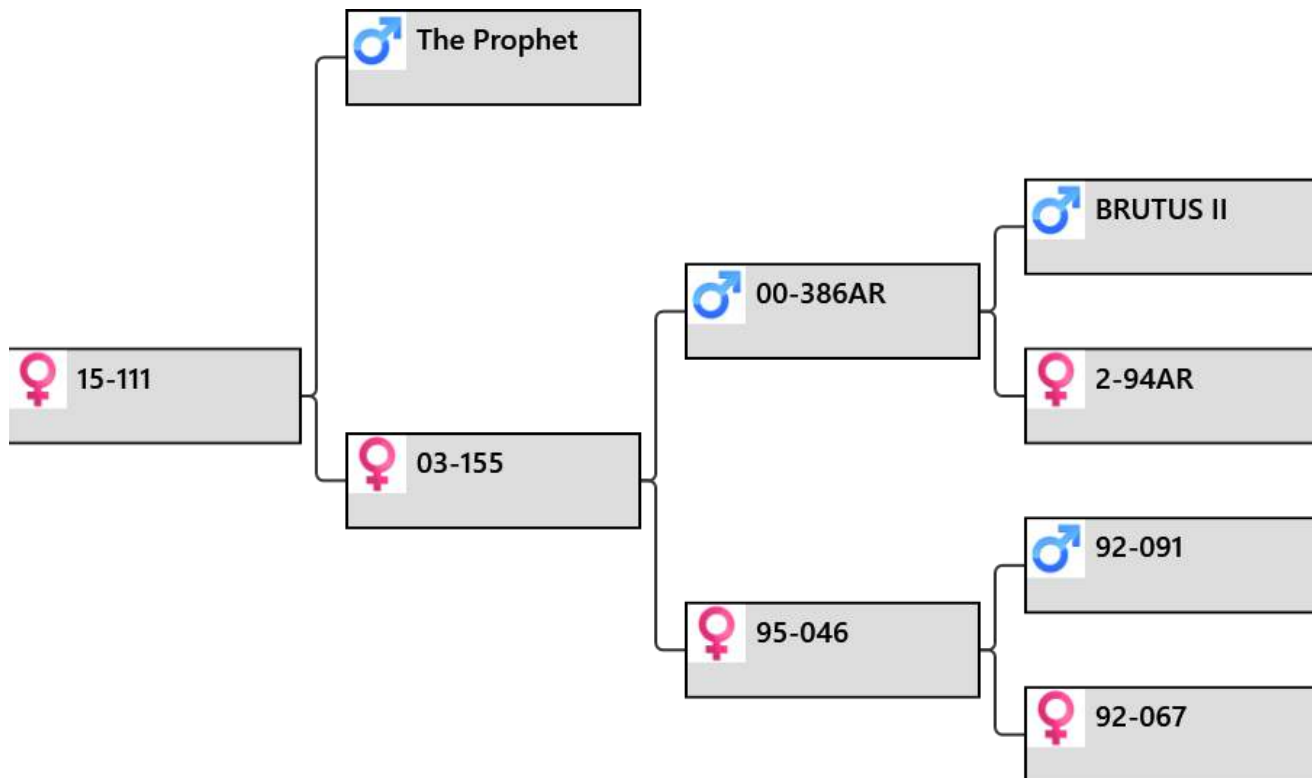 The Prophet
BRUTUS II
00-386AR
15-111
2-94AR
03-155
92-091
95-046
92-067